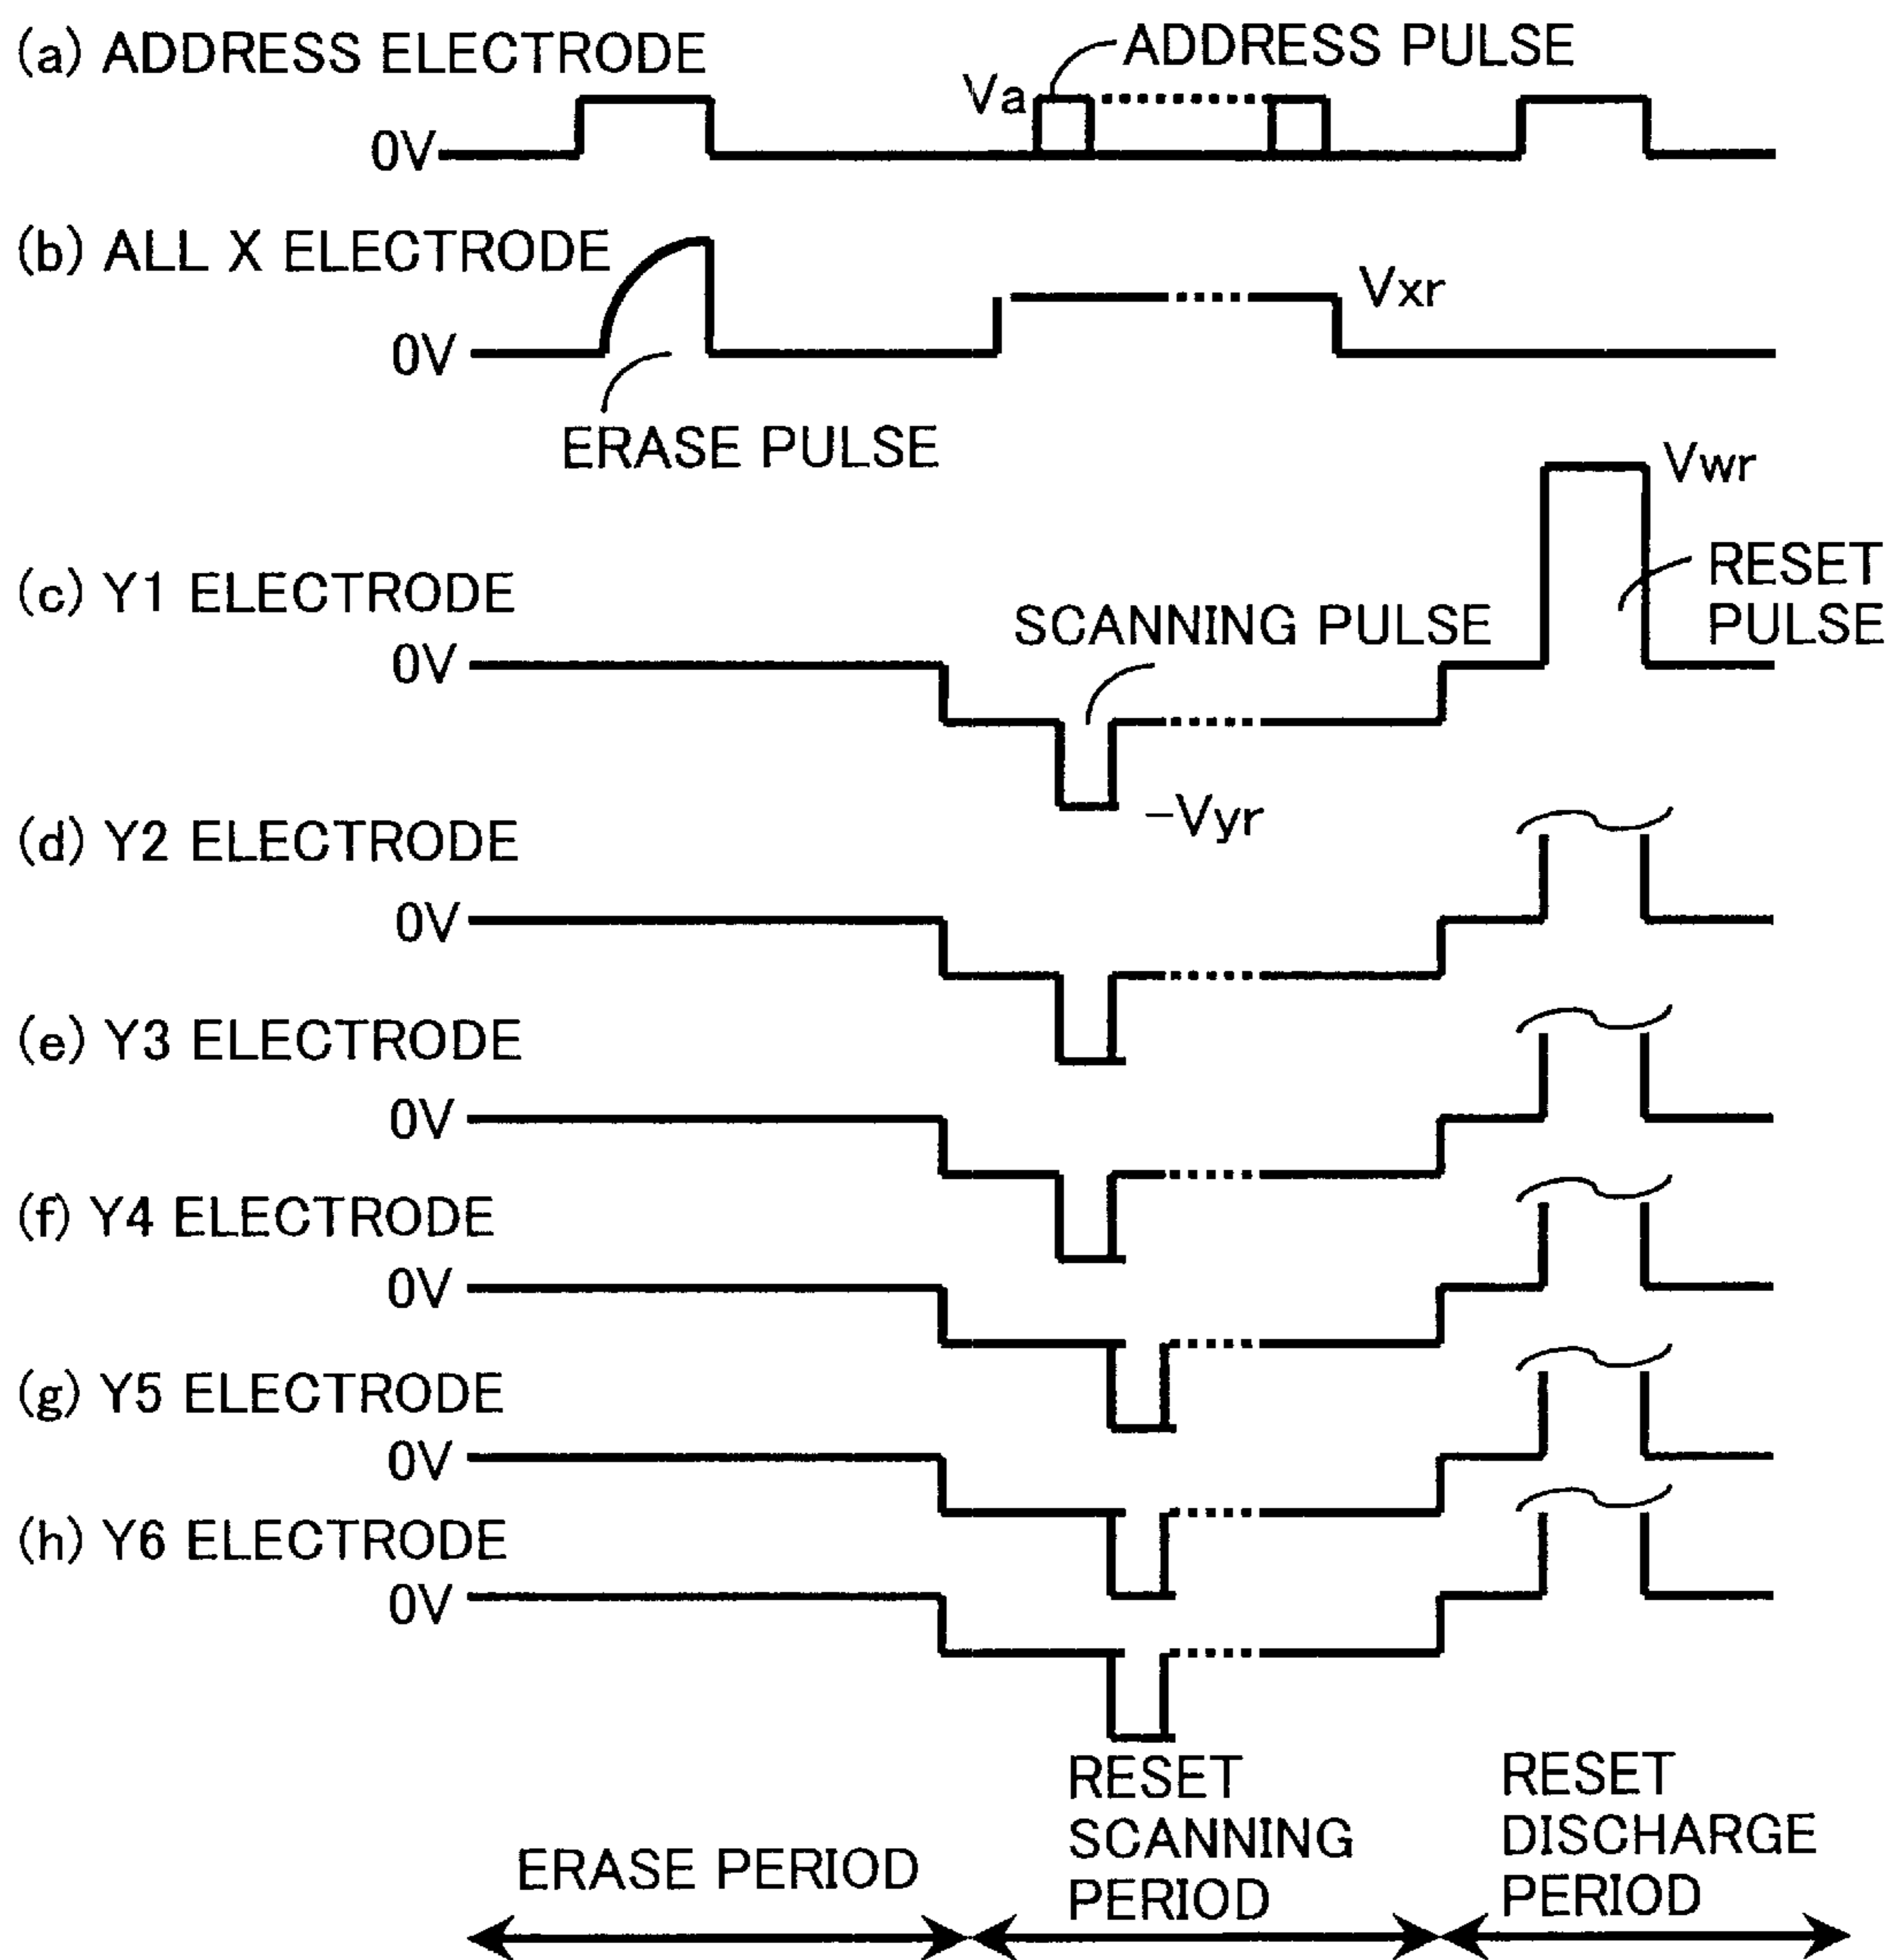 (a) ADDRESS ELECTRODE
ADDRESS PULSE
Va
0V
(b) ALL X ELECTRODE
Vxr
0V
ERASE PULSE
Vwr
(c) Y1 ELECTRODE
RESET
PULSE
SCANNING PULSE
0V
-Vyr
(d) Y2 ELECTRODE
0V
(e) Y3 ELECTRODE
0V
(f) Y4 ELECTRODE
0V
(g) Y5 ELECTRODE
0V
(h) Y6 ELECTRODE
0V
ERASE PERIOD
RESET
SCANNING
PERIOD
RESET
DISCHARGE
PERIOD